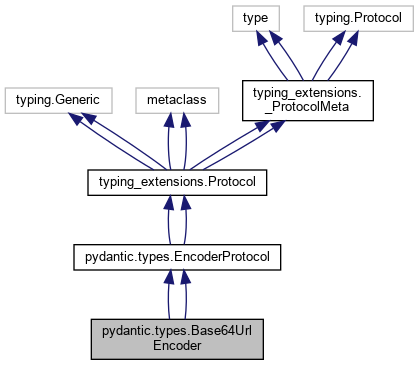 type
typing.Protocol
typing.Generic
metaclass
typing_extensions.
_ProtocolMeta
typing_extensions.Protocol
pydantic.types.EncoderProtocol
pydantic.types.Base64Url
Encoder